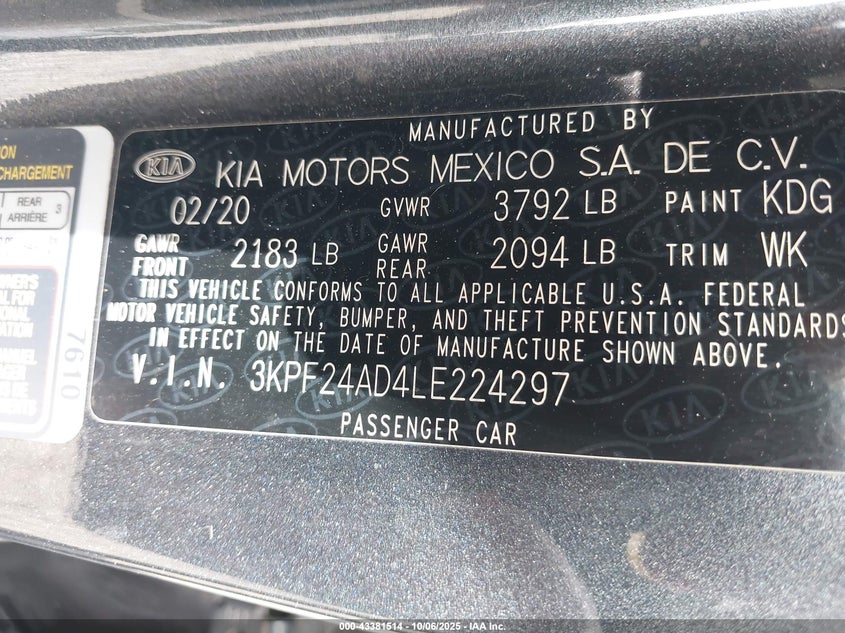 MANUFACTURED BY
KIA KIA MOTORS MEXICO S.A. DE C.V.
02/20 GVWR 3792 LB PAINT KDG
GAWR FRONT 2183 LB GAWR REAR 2094 LB TRIM WK
THIS VEHICLE CONFORMS TO ALL APPLICABLE U.S.A. FEDERAL
MOTOR VEHICLE SAFETY, BUMPER, AND THEFT PREVENTION STANDARDS
IN EFFECT ON THE DATE OF MANUFACTURE SHOWN ABOVE.
V.I.N. 3KPF24AD4LE224297
PASSENGER CAR
CHARGEMENT
REAR
ARRIÈRE 3
7610
000-43381514 → 10/06/2025 - IAA Inc.